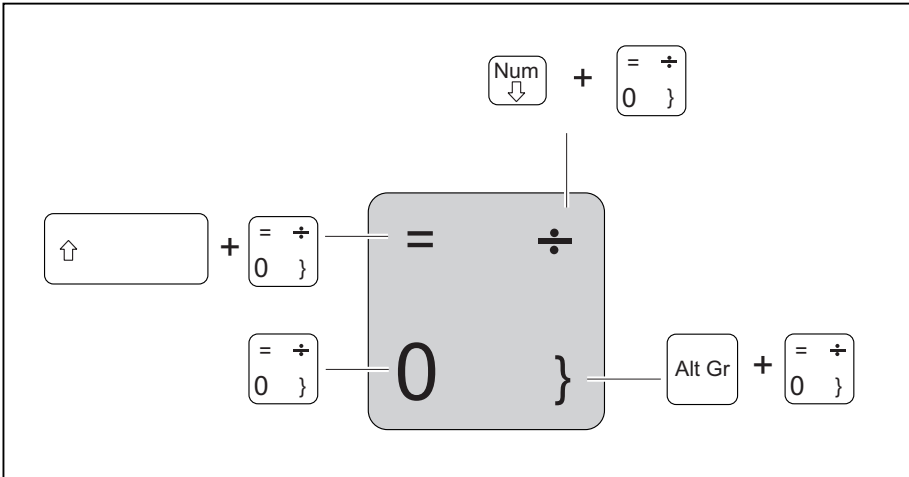 Num + = ÷
⇩ 0 }
⇧ + = ÷
0 }
= ÷
= ÷
0 }
0 }
Alt Gr + = ÷
0 }